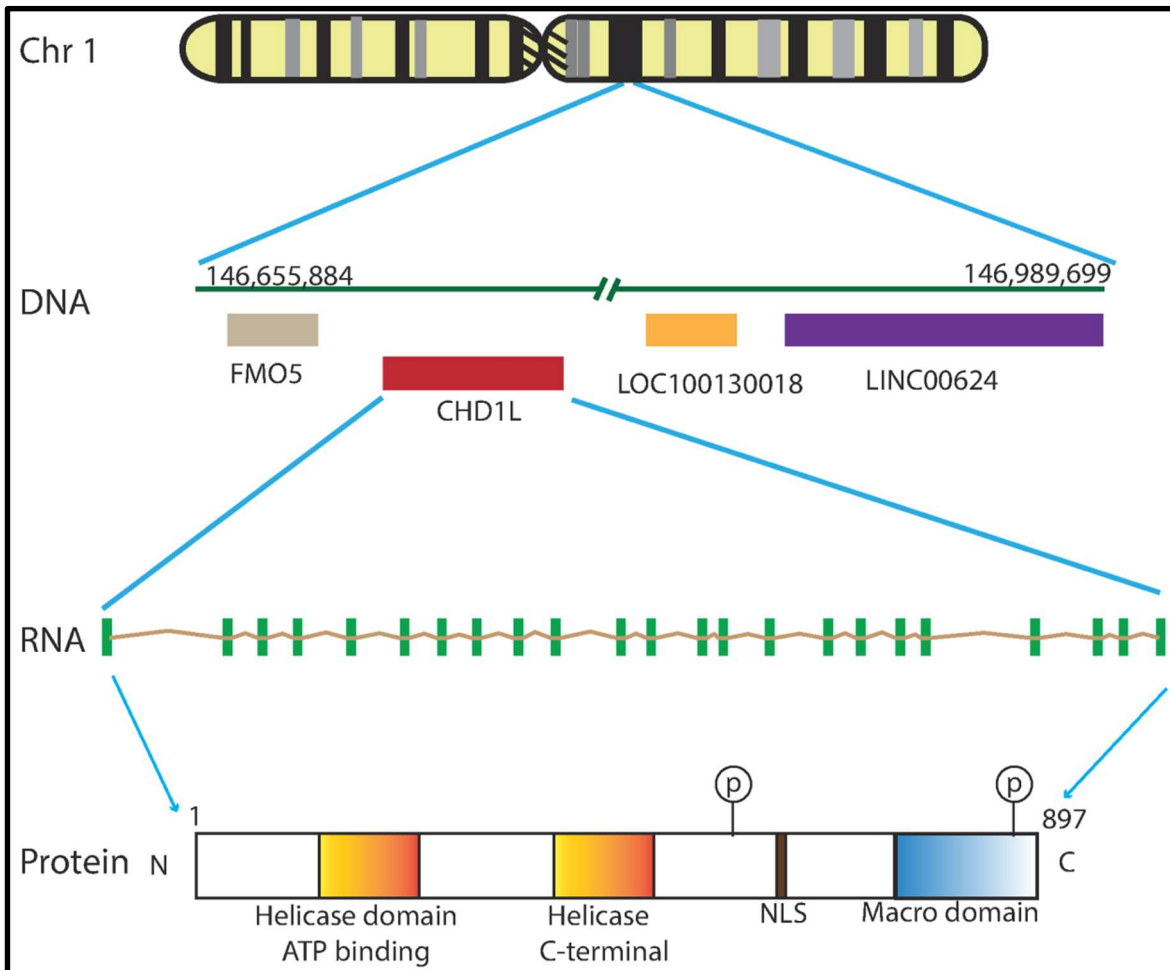 Chr 1
146,655,884
146,989,699
DNA
FMO5
LOC100130018
LINC00624
CHD1L
RNA
p
p
1
897
Protein
N
C
Helicase domain
ATP binding
Helicase
C-terminal
NLS
Macro domain